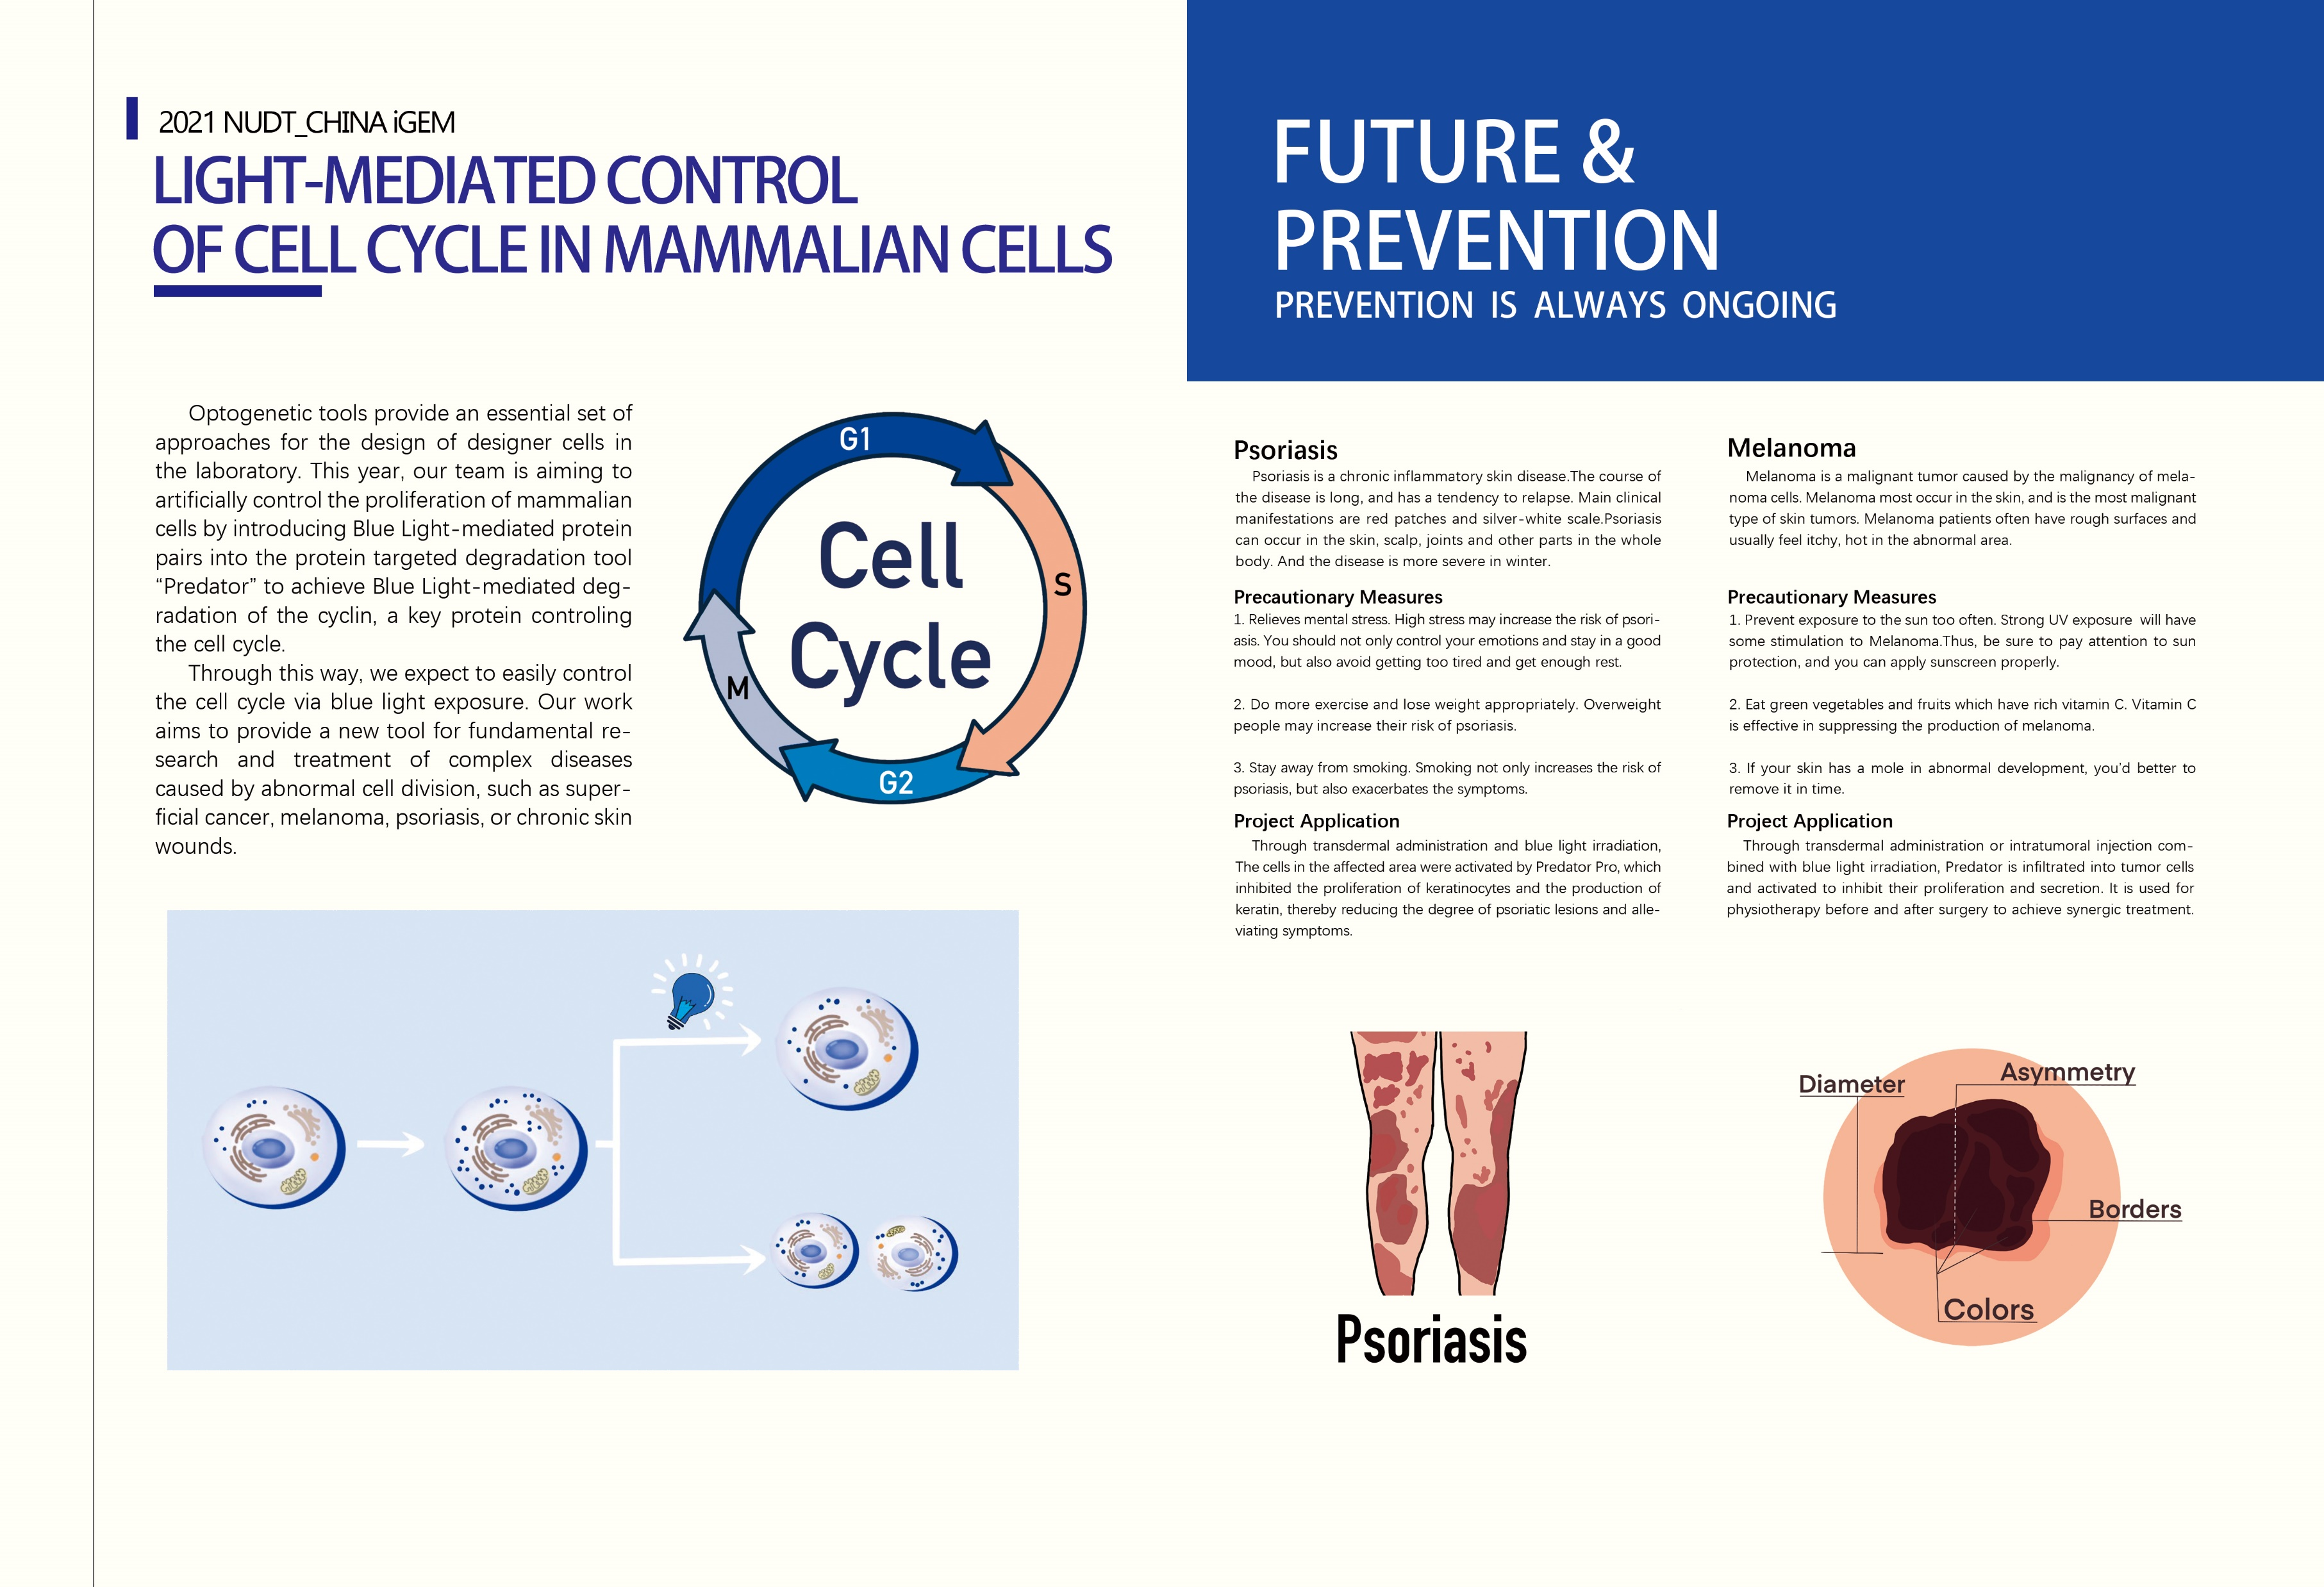 2021 NUDT_CHINA iGEM
LIGHT-MEDIATED CONTROL
OF CELL CYCLE IN MAMMALIAN CELLS
Optogenetic tools provide an essential set of
approaches for the design of designer cells in
the laboratory. This year, our team is aiming to
artificially control the proliferation of mammalian
cells by introducing Blue Light-mediated protein
pairs into the protein targeted degradation tool
“Predator” to achieve Blue Light-mediated deg-
radation of the cyclin, a key protein controling
the cell cycle.
Through this way, we expect to easily control
the cell cycle via blue light exposure. Our work
aims to provide a new tool for fundamental re-
search and treatment of complex diseases
caused by abnormal cell division, such as super-
ficial cancer, melanoma, psoriasis, or chronic skin
wounds.
G1
S
G2
M
Cell
Cycle
FUTURE &
PREVENTION
PREVENTION IS ALWAYS ONGOING
Psoriasis
Psoriasis is a chronic inflammatory skin disease.The course of
the disease is long, and has a tendency to relapse. Main clinical
manifestations are red patches and silver-white scale.Psoriasis
can occur in the skin, scalp, joints and other parts in the whole
body. And the disease is more severe in winter.
Precautionary Measures
1. Relieves mental stress. High stress may increase the risk of psori-
asis. You should not only control your emotions and stay in a good
mood, but also avoid getting too tired and get enough rest.
2. Do more exercise and lose weight appropriately. Overweight
people may increase their risk of psoriasis.
3. Stay away from smoking. Smoking not only increases the risk of
psoriasis, but also exacerbates the symptoms.
Project Application
Through transdermal administration and blue light irradiation,
The cells in the affected area were activated by Predator Pro, which
inhibited the proliferation of keratinocytes and the production of
keratin, thereby reducing the degree of psoriatic lesions and alle-
viating symptoms.
Psoriasis
Melanoma
Melanoma is a malignant tumor caused by the malignancy of mela-
noma cells. Melanoma most occur in the skin, and is the most malignant
type of skin tumors. Melanoma patients often have rough surfaces and
usually feel itchy, hot in the abnormal area.
Precautionary Measures
1. Prevent exposure to the sun too often. Strong UV exposure will have
some stimulation to Melanoma.Thus, be sure to pay attention to sun
protection, and you can apply sunscreen properly.
2. Eat green vegetables and fruits which have rich vitamin C. Vitamin C
is effective in suppressing the production of melanoma.
3. If your skin has a mole in abnormal development, you'd better to
remove it in time.
Project Application
Through transdermal administration or intratumoral injection com-
bined with blue light irradiation, Predator is infiltrated into tumor cells
and activated to inhibit their proliferation and secretion. It is used for
physiotherapy before and after surgery to achieve synergic treatment.
Diameter
Asymmetry
Borders
Colors